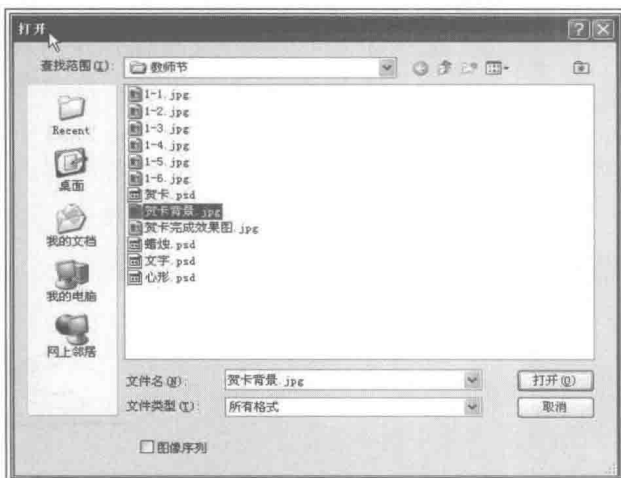 打开
查找范围(I): 教师节
Recent
桌面
我的文档
我的电脑
网上邻居
1-1.jpg
1-2.jpg
1-3.jpg
1-4.jpg
1-5.jpg
1-6.jpg
贺卡.psd
贺卡背景.jpg
贺卡完成效果图.jpg
蜡烛.psd
文字.psd
心形.psd
文件名(N): 贺卡背景.jpg 打开(O)
文件类型(T): 所有格式 取消
图像序列